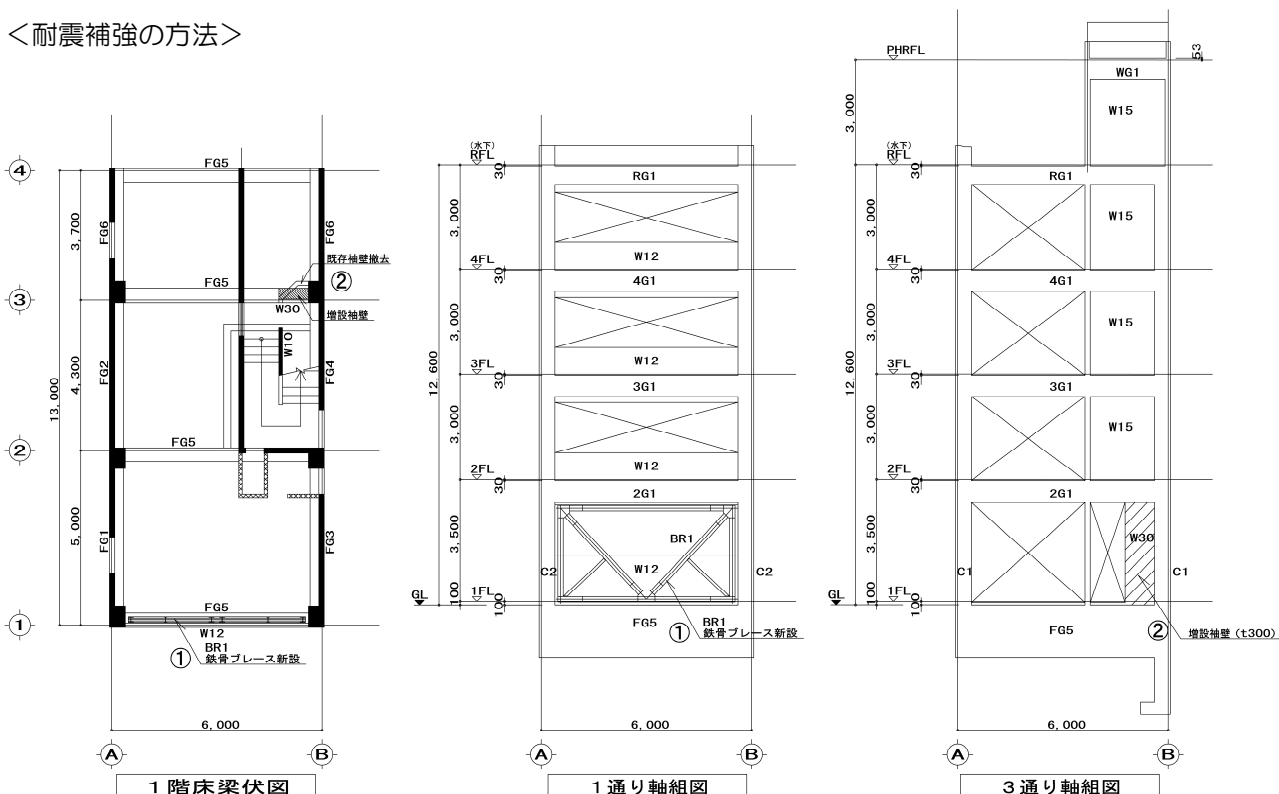 ＜耐震補強の方法＞
4
3
2
1
3,700
4,300
5,000
13,000
FG5
FG6
FG6
既存袖壁撤去
②
FG5
W30
増設袖壁
W10
FG2
FG4
FG5
FG1
FG3
FG5
W12
BR1
①
鉄骨ブレース新設
6,000
A
B
1階床梁伏図
(水下)
RFL
30
RG1
3,000
W12
4FL
30
4G1
3,000
W12
3FL
30
3G1
12,600
3,000
W12
2FL
30
2G1
3,500
BR1
W12
C2
C2
100
1FL
GL
100
FG5
①
BR1
鉄骨ブレース新設
6,000
A
B
1通り軸組図
PHRFL
53
WG1
3,000
W15
(水下)
RFL
30
RG1
3,000
W15
4FL
30
4G1
3,000
W15
3FL
30
3G1
12,600
3,000
W15
2FL
30
2G1
3,500
W30
C1
C1
100
1FL
GL
100
FG5
②
増設袖壁（t300）
6,000
A
B
3通り軸組図